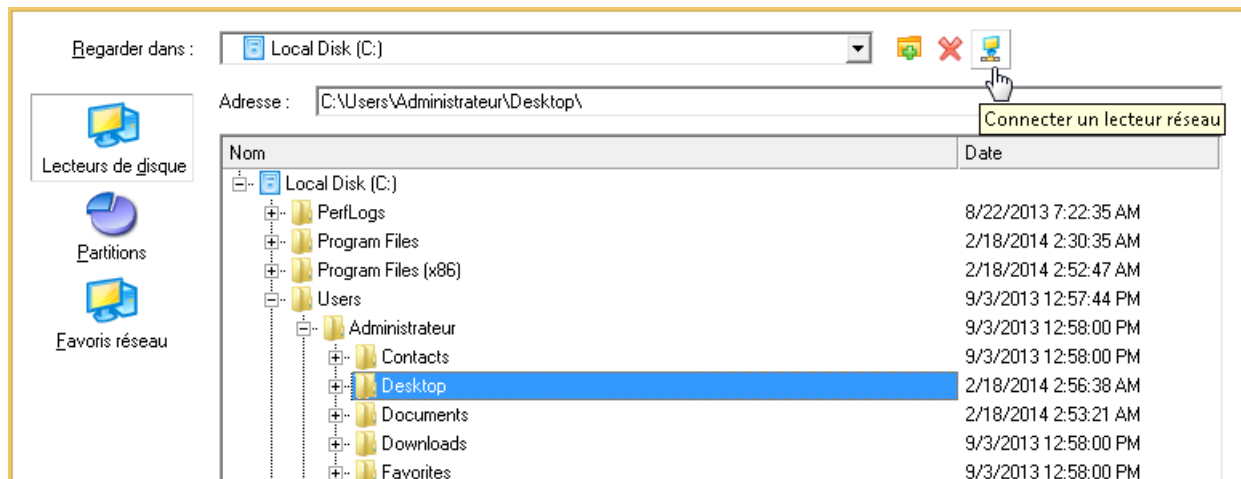 Regarder dans : Local Disk (C:)
Adresse : C:\Users\Administrateur\Desktop\
Connecter un lecteur réseau
Lecteurs de disque
Partitions
Favoris réseau
Nom Date
Local Disk (C:)
PerfLogs 8/22/2013 7:22:35 AM
Program Files 2/18/2014 2:30:35 AM
Program Files (x86) 2/18/2014 2:52:47 AM
Users 9/3/2013 12:57:44 PM
Administrateur 9/3/2013 12:58:00 PM
Contacts 9/3/2013 12:58:00 PM
Desktop 2/18/2014 2:56:38 AM
Documents 2/18/2014 2:53:21 AM
Downloads 9/3/2013 12:58:00 PM
Favorites 9/3/2013 12:58:00 PM